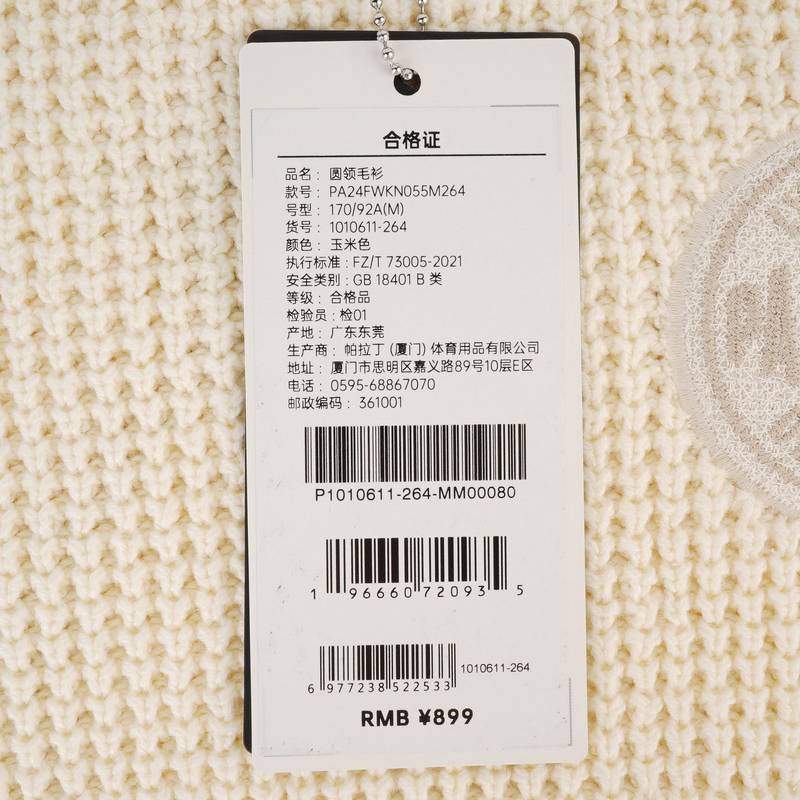 合格证
品名： 圆领毛衫
款号： PA24FWKN055M264
号型： 170/92A(M)
货号： 1010611-264
颜色： 玉米色
执行标准 : FZ/T 73005-2021
安全类别 : GB 18401 B 类
等级： 合格品
检验员 : 检01
产地： 广东东莞
生产商： 帕拉丁 (厦门) 体育用品有限公司
地址： 厦门市思明区嘉义路89号10层E区
电话： 0595-68867070
邮政编码： 361001
P1010611-264-MM00080
1 96660 72093 5
1010611-264
6 977238 522533
RMB ¥899